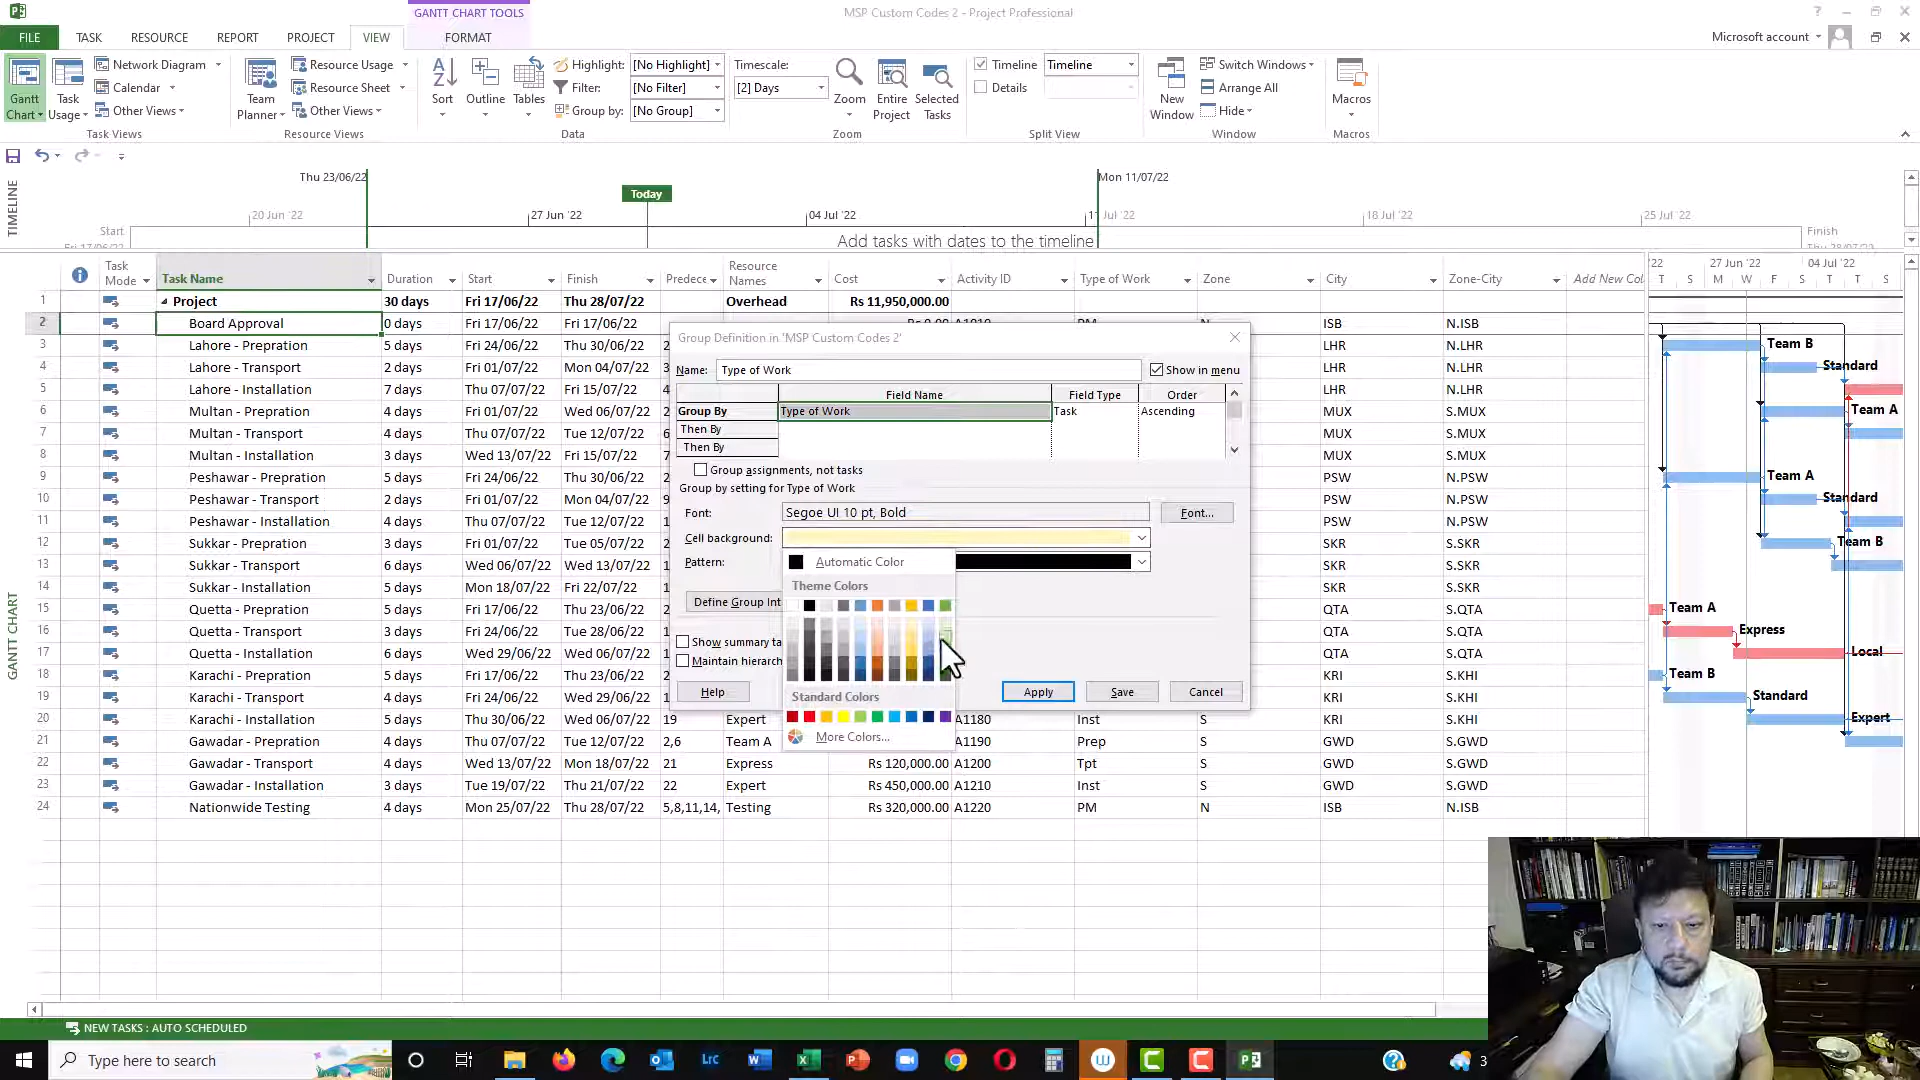 GANTT CHART TOOLS
MSP Custom Codes 2 - Project Professional
FILE TASK RESOURCE REPORT PROJECT VIEW FORMAT
Microsoft account
Gantt Chart
Task Usage
Network Diagram
Calendar
Other Views
Task Views
Team Planner
Resource Usage
Resource Sheet
Other Views
Resource Views
Sort
Outline
Tables
Highlight: [No Highlight]
Filter: [No Filter]
Group by: [No Group]
Data
Timescale:
[2] Days
Zoom
Entire Project
Selected Tasks
Zoom
Timeline Timeline
Details
Split View
New Window
Switch Windows
Arrange All
Hide
Window
Macros
Macros
TIMELINE
Thu 23/06/22
Mon 11/07/22
Today
20 Jun '22 27 Jun '22 04 Jul '22 Jul '22 18 Jul '22 25 Jul '22
Start
Fri 17/06/22
Add tasks with dates to the timeline
Finish
Thu 28/07/22
GANTT CHART
Task Mode Task Name Duration Start Finish Predece Resource Names Cost Activity ID Type of Work Zone City Zone-City Add New Col
22 27 Jun '22 04 Jul '22
T S M W F S T T S
1 Project 30 days Fri 17/06/22 Thu 28/07/22 Overhead Rs 11,950,000.00
2 Board Approval 0 days Fri 17/06/22 Fri 17/06/22 ISB N.ISB
3 Lahore - Prepration 5 days Fri 24/06/22 Thu 30/06/22 LHR N.LHR Team B
4 Lahore - Transport 2 days Fri 01/07/22 Mon 04/07/22 LHR N.LHR Standard
5 Lahore - Installation 7 days Thu 07/07/22 Fri 15/07/22 LHR N.LHR
6 Multan - Prepration 4 days Fri 01/07/22 Wed 06/07/22 MUX S.MUX Team A
7 Multan - Transport 4 days Thu 07/07/22 Tue 12/07/22 MUX S.MUX
8 Multan - Installation 3 days Wed 13/07/22 Fri 15/07/22 MUX S.MUX
9 Peshawar - Prepration 5 days Fri 24/06/22 Thu 30/06/22 PSW N.PSW Team A
10 Peshawar - Transport 2 days Fri 01/07/22 Mon 04/07/22 PSW N.PSW Standard
11 Peshawar - Installation 7 days Thu 07/07/22 Fri 15/07/22 PSW N.PSW
12 Sukkar - Prepration 3 days Fri 01/07/22 Tue 05/07/22 SKR S.SKR Team B
13 Sukkar - Transport 6 days Wed 06/07/22 Wed 13/07/22 SKR S.SKR
14 Sukkar - Installation 5 days Mon 18/07/22 Fri 22/07/22 SKR S.SKR
15 Quetta - Prepration 5 days Fri 17/06/22 Thu 23/06/22 QTA S.QTA Team A
16 Quetta - Transport 3 days Fri 24/06/22 Tue 28/06/22 QTA S.QTA Express
17 Quetta - Installation 6 days Wed 29/06/22 Wed 06/07/22 QTA S.QTA Local
18 Karachi - Prepration 5 days Fri 17/06/22 Thu 23/06/22 KRI S.KHI Team B
19 Karachi - Transport 4 days Fri 24/06/22 Wed 29/06/22 KRI S.KHI Standard
20 Karachi - Installation 5 days Thu 30/06/22 Wed 06/07/22 19 Expert A1180 Inst S KRI S.KHI Expert
21 Gawadar - Prepration 4 days Thu 07/07/22 Tue 12/07/22 2,6 Team A A1190 Prep S GWD S.GWD
22 Gawadar - Transport 4 days Wed 13/07/22 Mon 18/07/22 21 Express Rs 120,000.00 A1200 Tpt S GWD S.GWD
23 Gawadar - Installation 3 days Tue 19/07/22 Thu 21/07/22 22 Expert Rs 450,000.00 A1210 Inst S GWD S.GWD
24 Nationwide Testing 4 days Mon 25/07/22 Thu 28/07/22 5,8,11,14, Testing Rs 320,000.00 A1220 PM N ISB N.ISB
Group Definition in 'MSP Custom Codes 2'
Name: Type of Work Show in menu
Field Name Field Type Order
Group By Type of Work Task Ascending
Then By
Then By
Group assignments, not tasks
Group by setting for Type of Work
Font: Segoe UI 10 pt, Bold Font...
Cell background:
Pattern:
Automatic Color
Theme Colors
Define Group Int
Show summary ta
Maintain hierarch
Standard Colors
More Colors...
Help Apply Save Cancel
NEW TASKS : AUTO SCHEDULED
Type here to search
Lrc
3